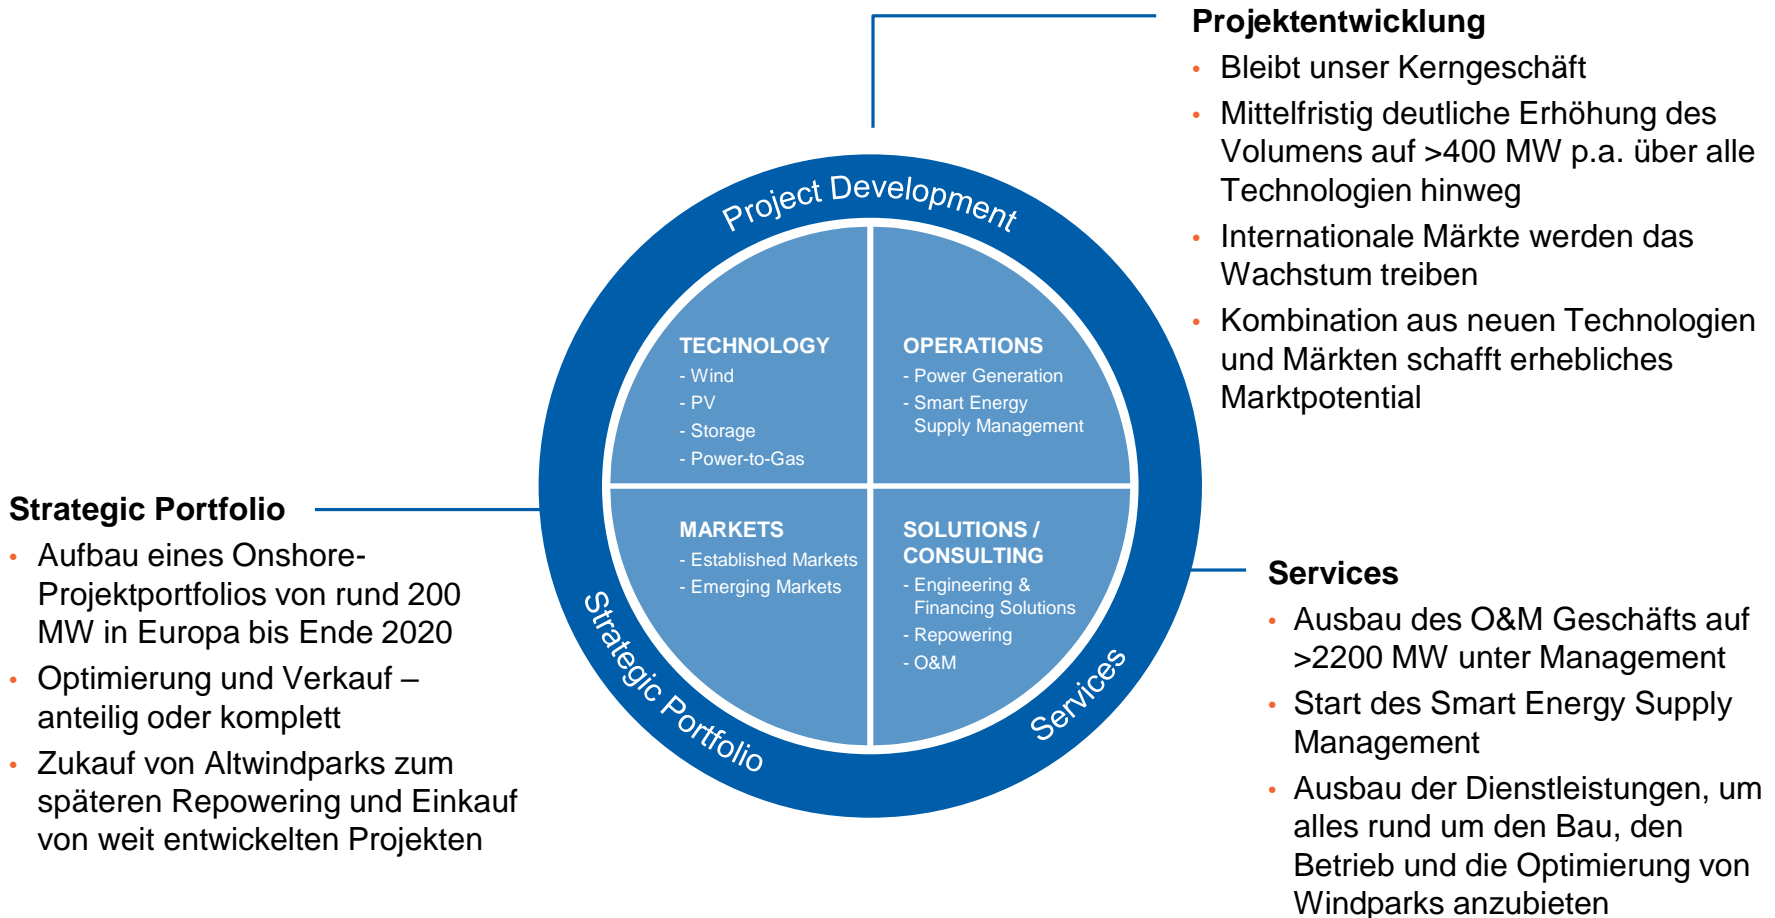 Projektentwicklung
• Bleibt unser Kerngeschäft
• Mittelfristig deutliche Erhöhung des
Volumens auf >400 MW p.a. über alle
Technologien hinweg
• Internationale Märkte werden das
Wachstum treiben
• Kombination aus neuen Technologien
und Märkten schafft erhebliches
Marktpotential
Project Development
TECHNOLOGY
- Wind
- PV
- Storage
- Power-to-Gas
OPERATIONS
- Power Generation
- Smart Energy
Supply Management
MARKETS
- Established Markets
- Emerging Markets
SOLUTIONS /
CONSULTING
- Engineering &
Financing Solutions
- Repowering
- O&M
Strategic Portfolio
Services
Strategic Portfolio
• Aufbau eines Onshore-
Projektportfolios von rund 200
MW in Europa bis Ende 2020
• Optimierung und Verkauf –
anteilig oder komplett
• Zukauf von Altwindparks zum
späteren Repowering und Einkauf
von weit entwickelten Projekten
Services
• Ausbau des O&M Geschäfts auf
>2200 MW unter Management
• Start des Smart Energy Supply
Management
• Ausbau der Dienstleistungen, um
alles rund um den Bau, den
Betrieb und die Optimierung von
Windparks anzubieten